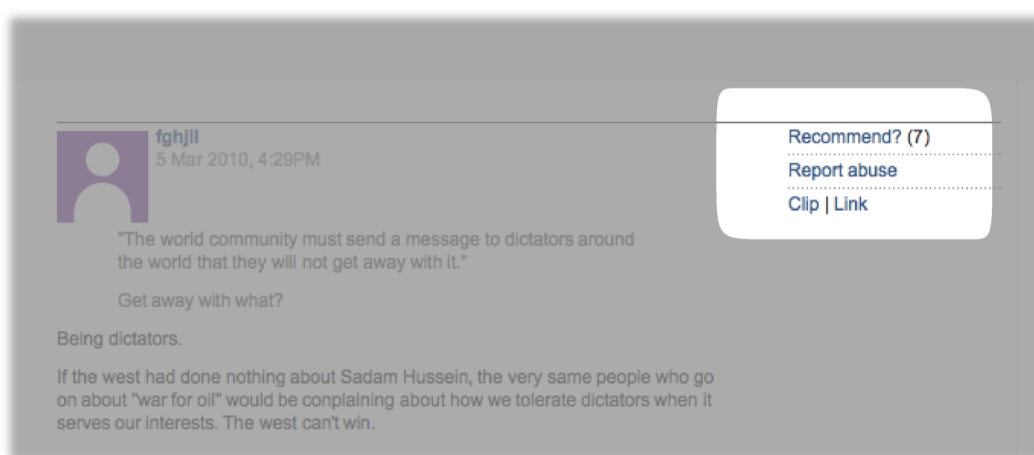 fghjll
5 Mar 2010, 4:29PM
Recommend? (7)
Report abuse
Clip | Link
"The world community must send a message to dictators around
the world that they will not get away with it."
Get away with what?
Being dictators.
If the west had done nothing about Sadam Hussein, the very same people who go
on about "war for oil" would be conplaining about how we tolerate dictators when it
serves our interests. The west can't win.